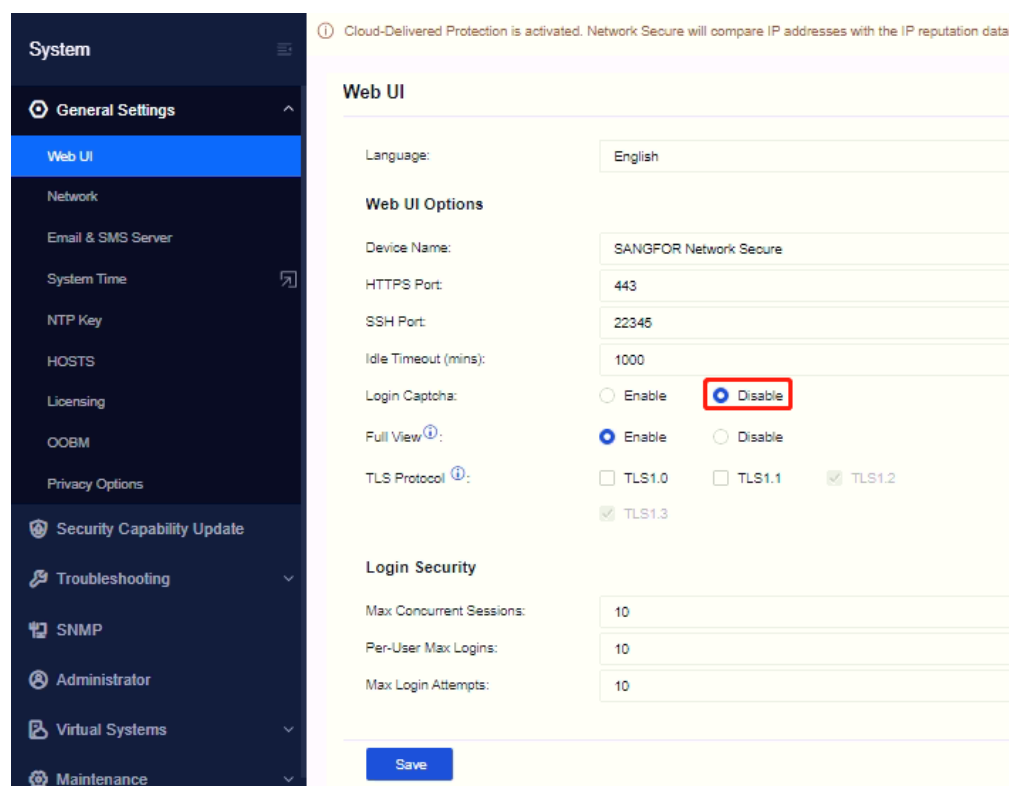 System
General Settings
Web UI
Network
Email & SMS Server
System Time
NTP Key
HOSTS
Licensing
OOBM
Privacy Options
Security Capability Update
Troubleshooting
SNMP
Administrator
Virtual Systems
Maintenance
Cloud-Delivered Protection is activated. Network Secure will compare IP addresses with the IP reputation data
Web UI
Language: English
Web UI Options
Device Name: SANGFOR Network Secure
HTTPS Port: 443
SSH Port: 22345
Idle Timeout (mins): 1000
Login Captcha: Enable Disable
Full View : Enable Disable
TLS Protocol : TLS1.0 TLS1.1 TLS1.2
TLS1.3
Login Security
Max Concurrent Sessions: 10
Per-User Max Logins: 10
Max Login Attempts: 10
Save